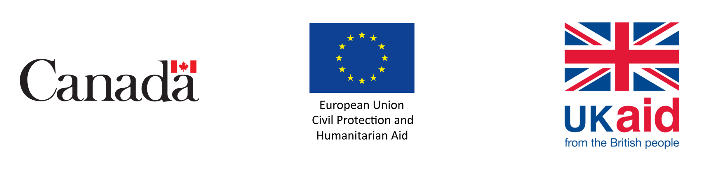 Canada
European Union
Civil Protection and
Humanitarian Aid
UKaid
from the British people